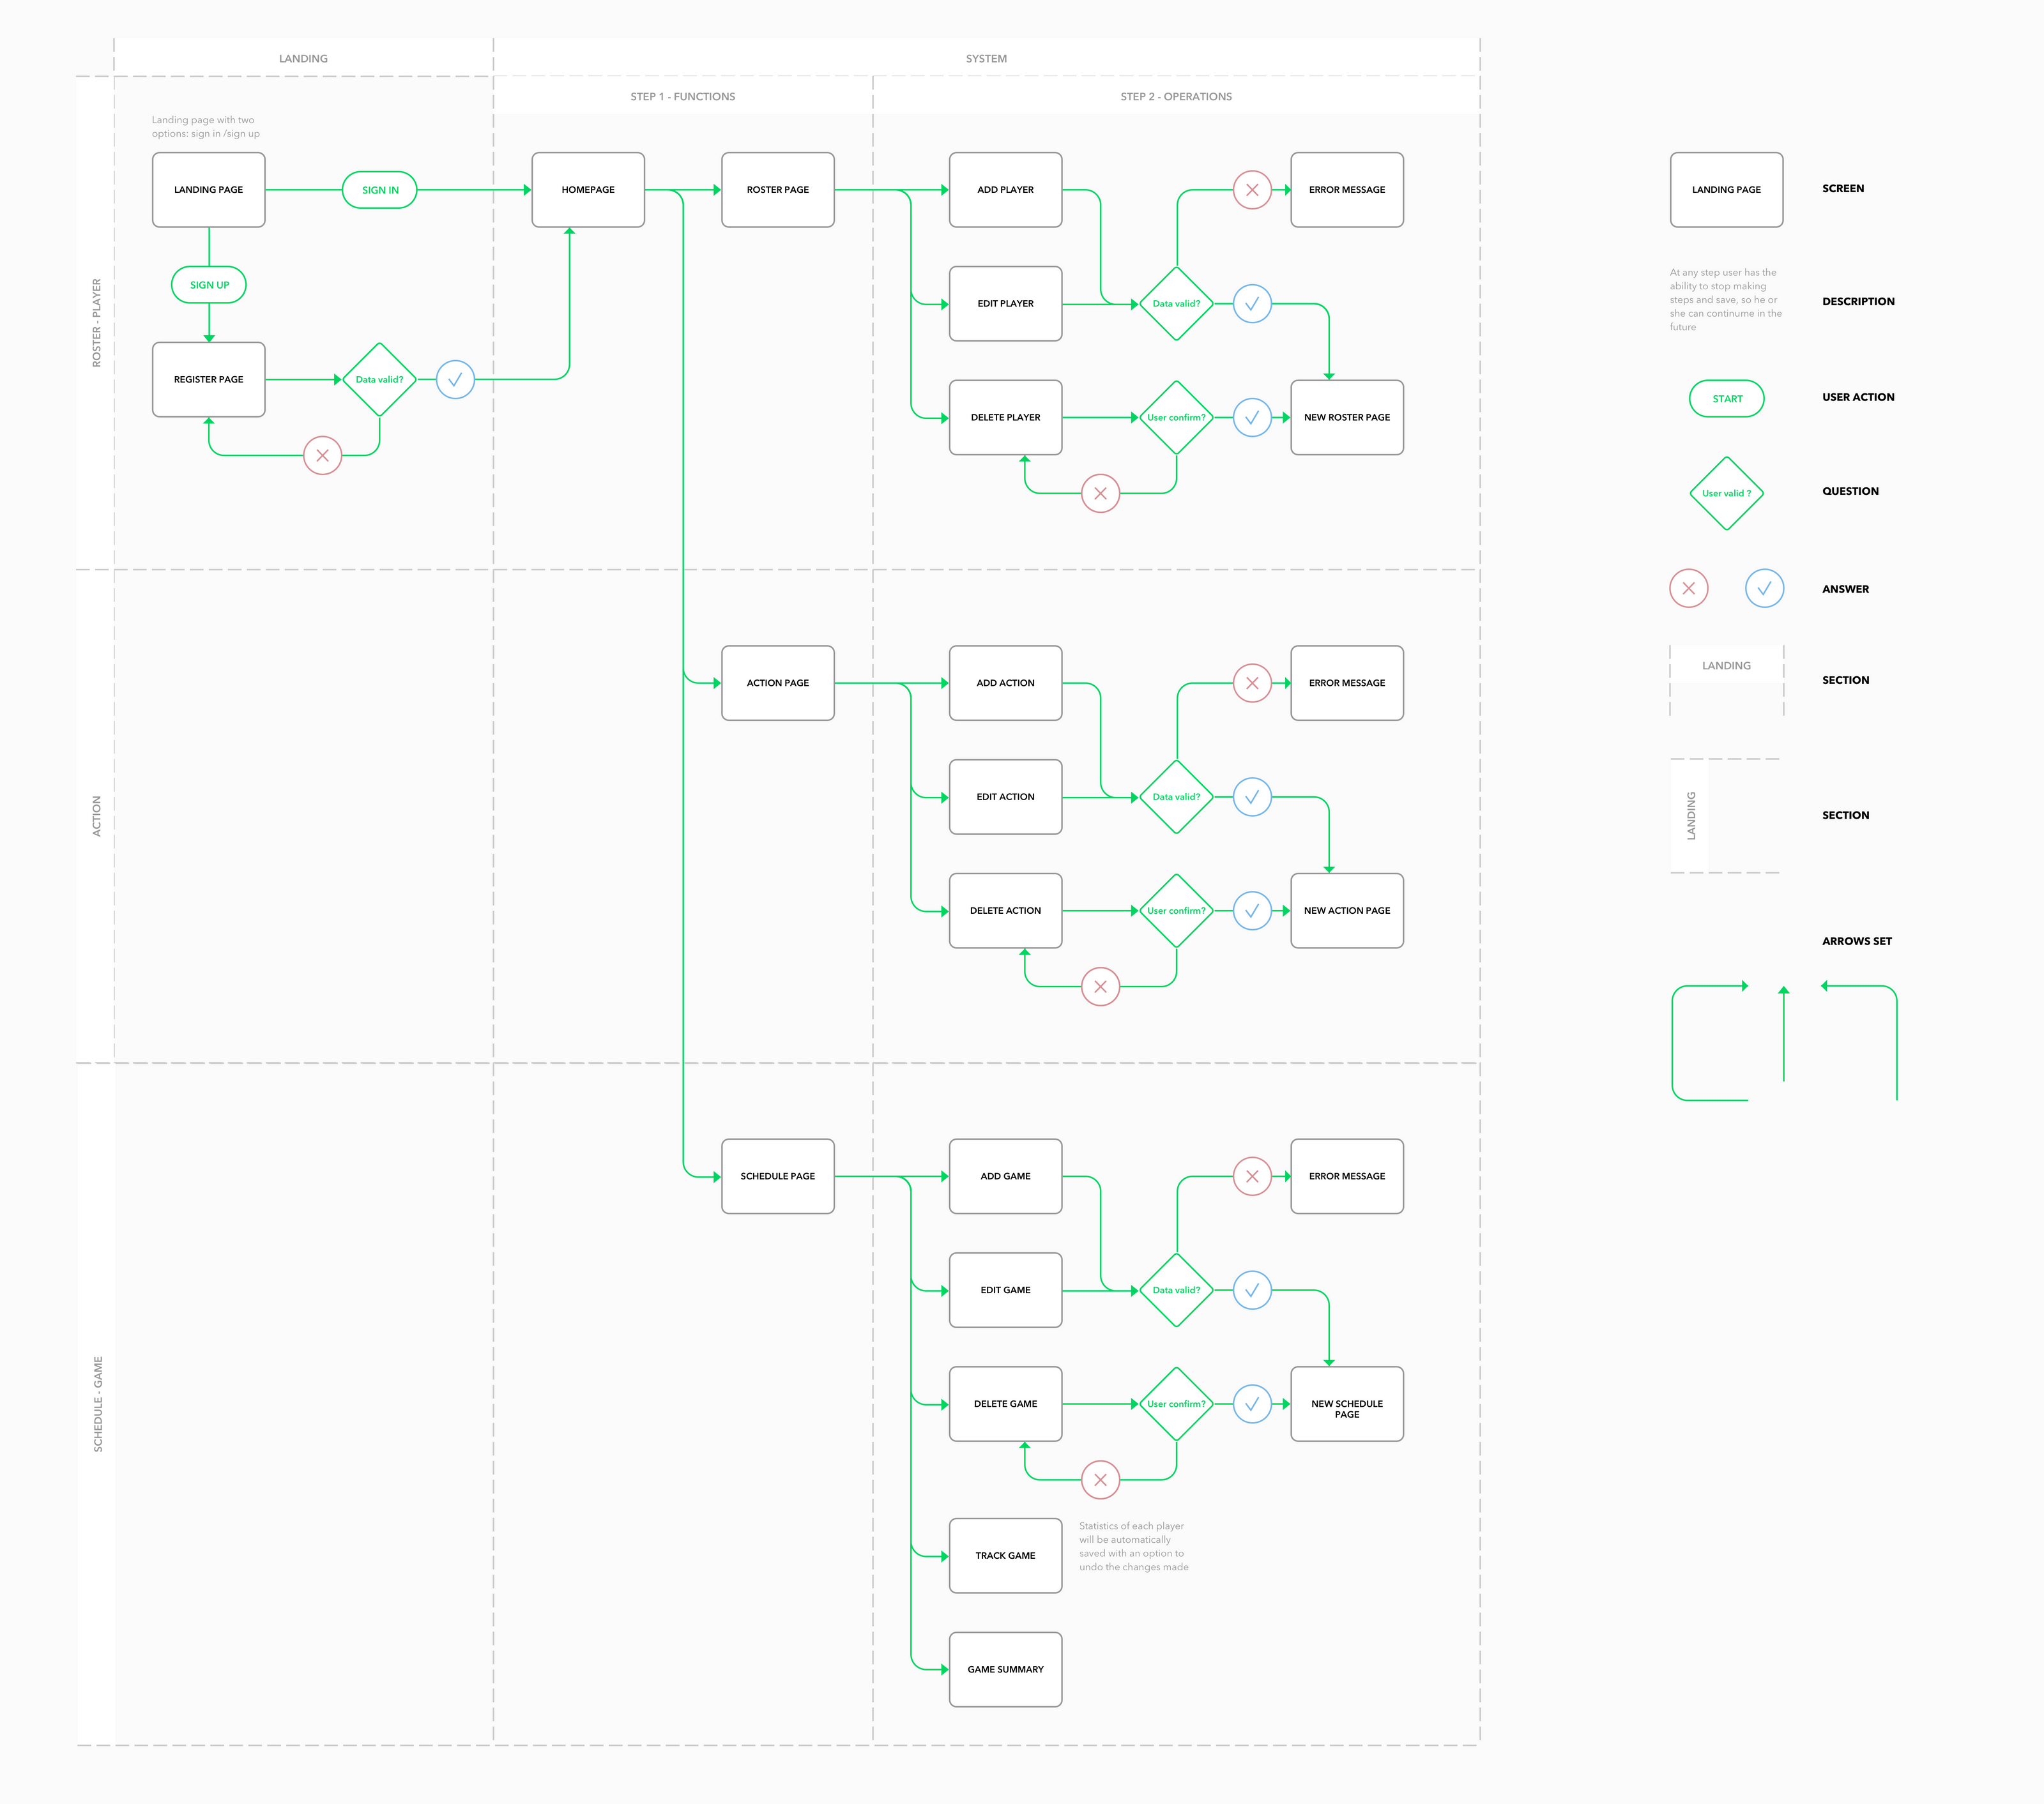 LANDING
SYSTEM
STEP 1 - FUNCTIONS
STEP 2 - OPERATIONS
ROSTER - PLAYER
Landing page with two
options: sign in /sign up
LANDING PAGE
SIGN IN
HOMEPAGE
ROSTER PAGE
ADD PLAYER
ERROR MESSAGE
SIGN UP
EDIT PLAYER
Data valid?
REGISTER PAGE
Data valid?
DELETE PLAYER
User confirm?
NEW ROSTER PAGE
ACTION
ACTION PAGE
ADD ACTION
ERROR MESSAGE
EDIT ACTION
Data valid?
DELETE ACTION
User confirm?
NEW ACTION PAGE
SCHEDULE - GAME
SCHEDULE PAGE
ADD GAME
ERROR MESSAGE
EDIT GAME
Data valid?
DELETE GAME
User confirm?
NEW SCHEDULE
PAGE
TRACK GAME
Statistics of each player
will be automatically
saved with an option to
undo the changes made
GAME SUMMARY
LANDING PAGE
SCREEN
At any step user has the
ability to stop making
steps and save, so he or
she can continume in the
future
DESCRIPTION
START
USER ACTION
User valid ?
QUESTION
ANSWER
LANDING
SECTION
LANDING
SECTION
ARROWS SET